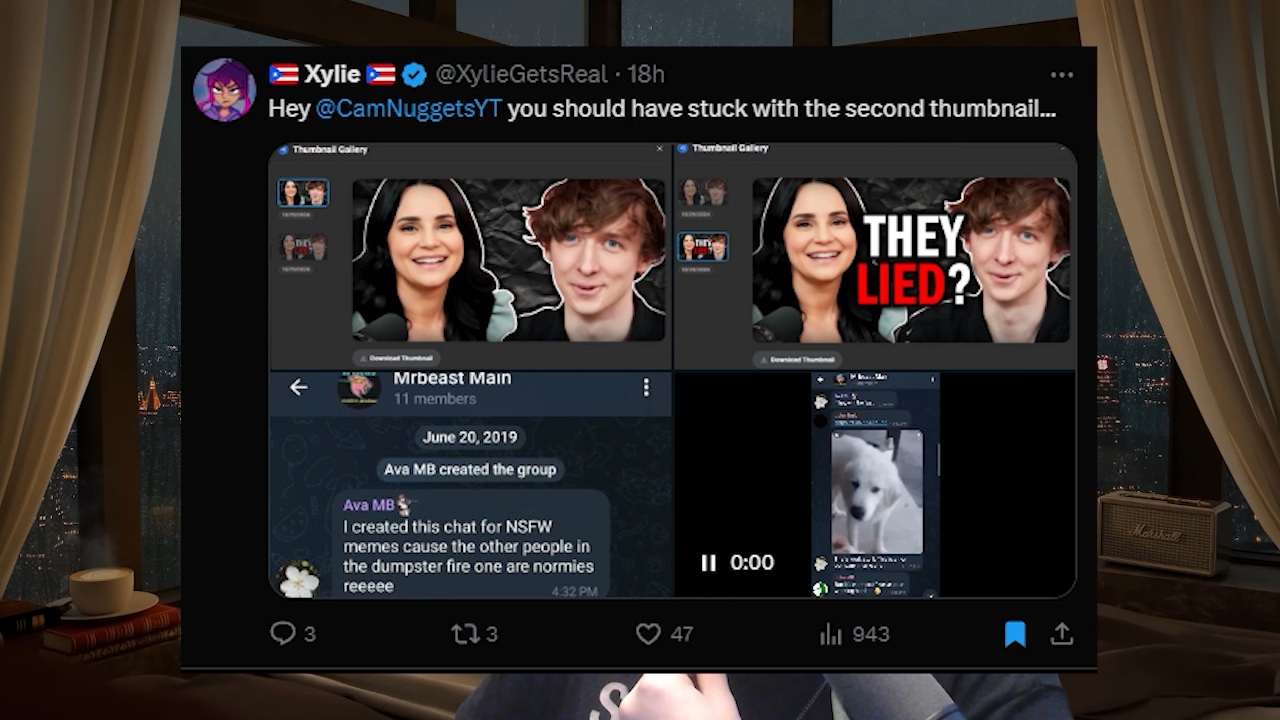 Xylie @XylieGetsReal · 18h
Hey @CamNuggetsYT you should have stuck with the second thumbnail...
Thumbnail Gallery
Download Thumbnail
Thumbnail Gallery
THEY
LIED?
Download Thumbnail
Mrbeast Main
11 members
June 20, 2019
Ava MB created the group
Ava MB
I created this chat for NSFW
memes cause the other people in
the dumpster fire one are normies
reeeee
4:32 PM
0:00
3
3
47
943
Marshall